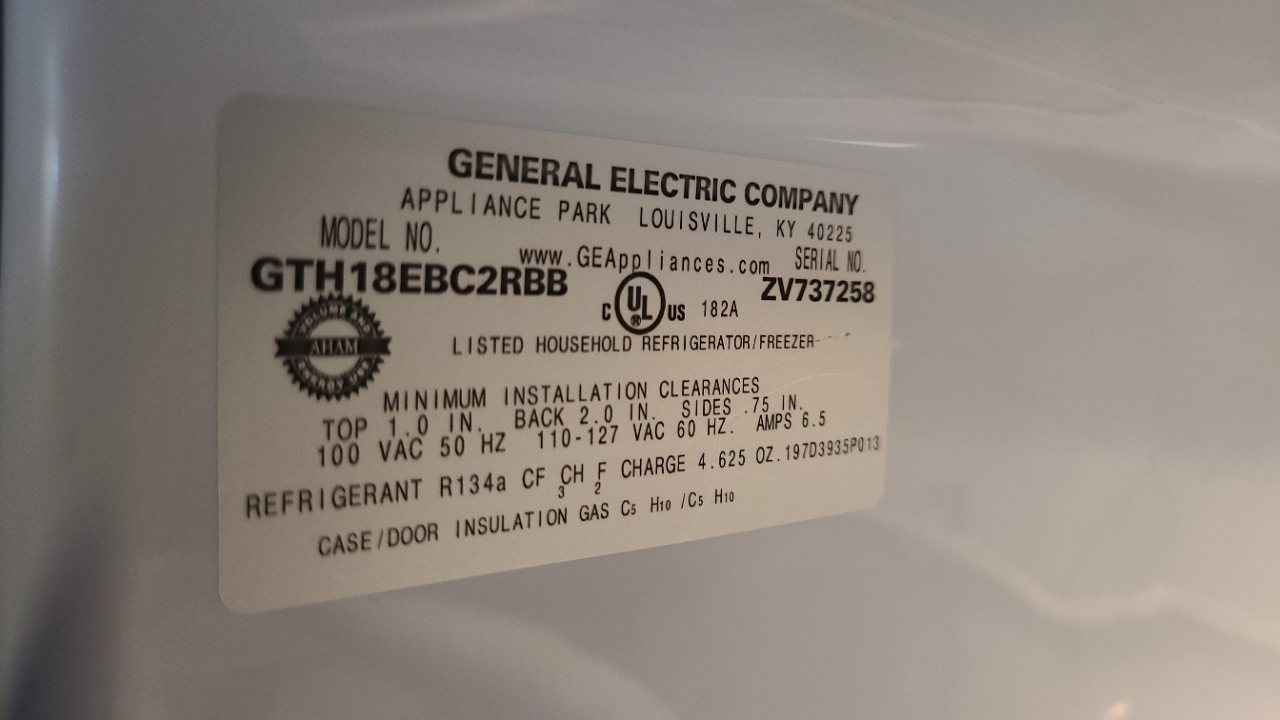 GENERAL ELECTRIC COMPANY
APPLIANCE PARK LOUISVILLE, KY 40225
MODEL NO. www.GEAppliances.com SERIAL NO.
GTH18EBC2RBB C UL ® US 182A ZV737258
AHAM
LISTED HOUSEHOLD REFRIGERATOR/FREEZER
MINIMUM INSTALLATION CLEARANCES
TOP 1.0 IN. BACK 2.0 IN. SIDES .75 IN.
100 VAC 50 HZ 110-127 VAC 60 HZ. AMPS 6.5
REFRIGERANT R134a CF₃CH₂F CHARGE 4.625 OZ. 197D3935P013
CASE/DOOR INSULATION GAS C₅ H₁₀ /C₅ H₁₀